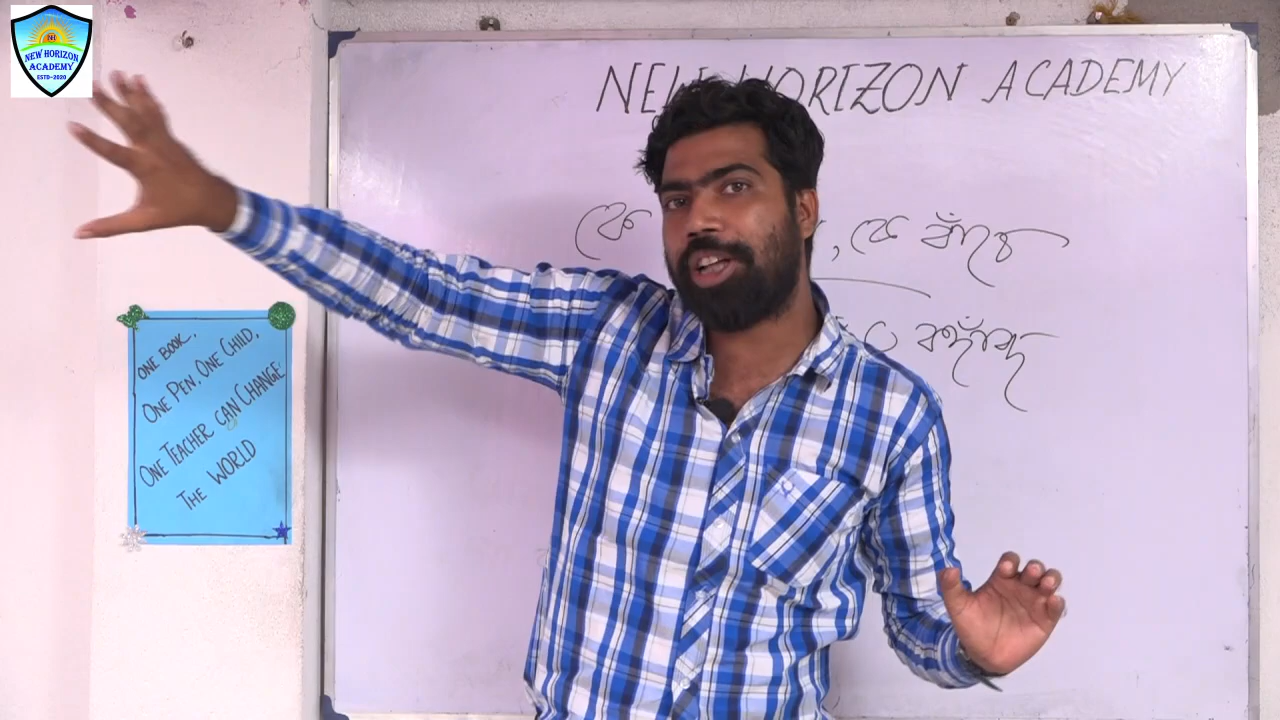 NEW HORIZON
ACADEMY
ESTD-2020
NEW HORIZON ACADEMY
কে , কে বাঁচে
ONE BOOK,
ONE PEN, ONE CHILD,
ONE TEACHER CAN CHANGE
THE WORLD